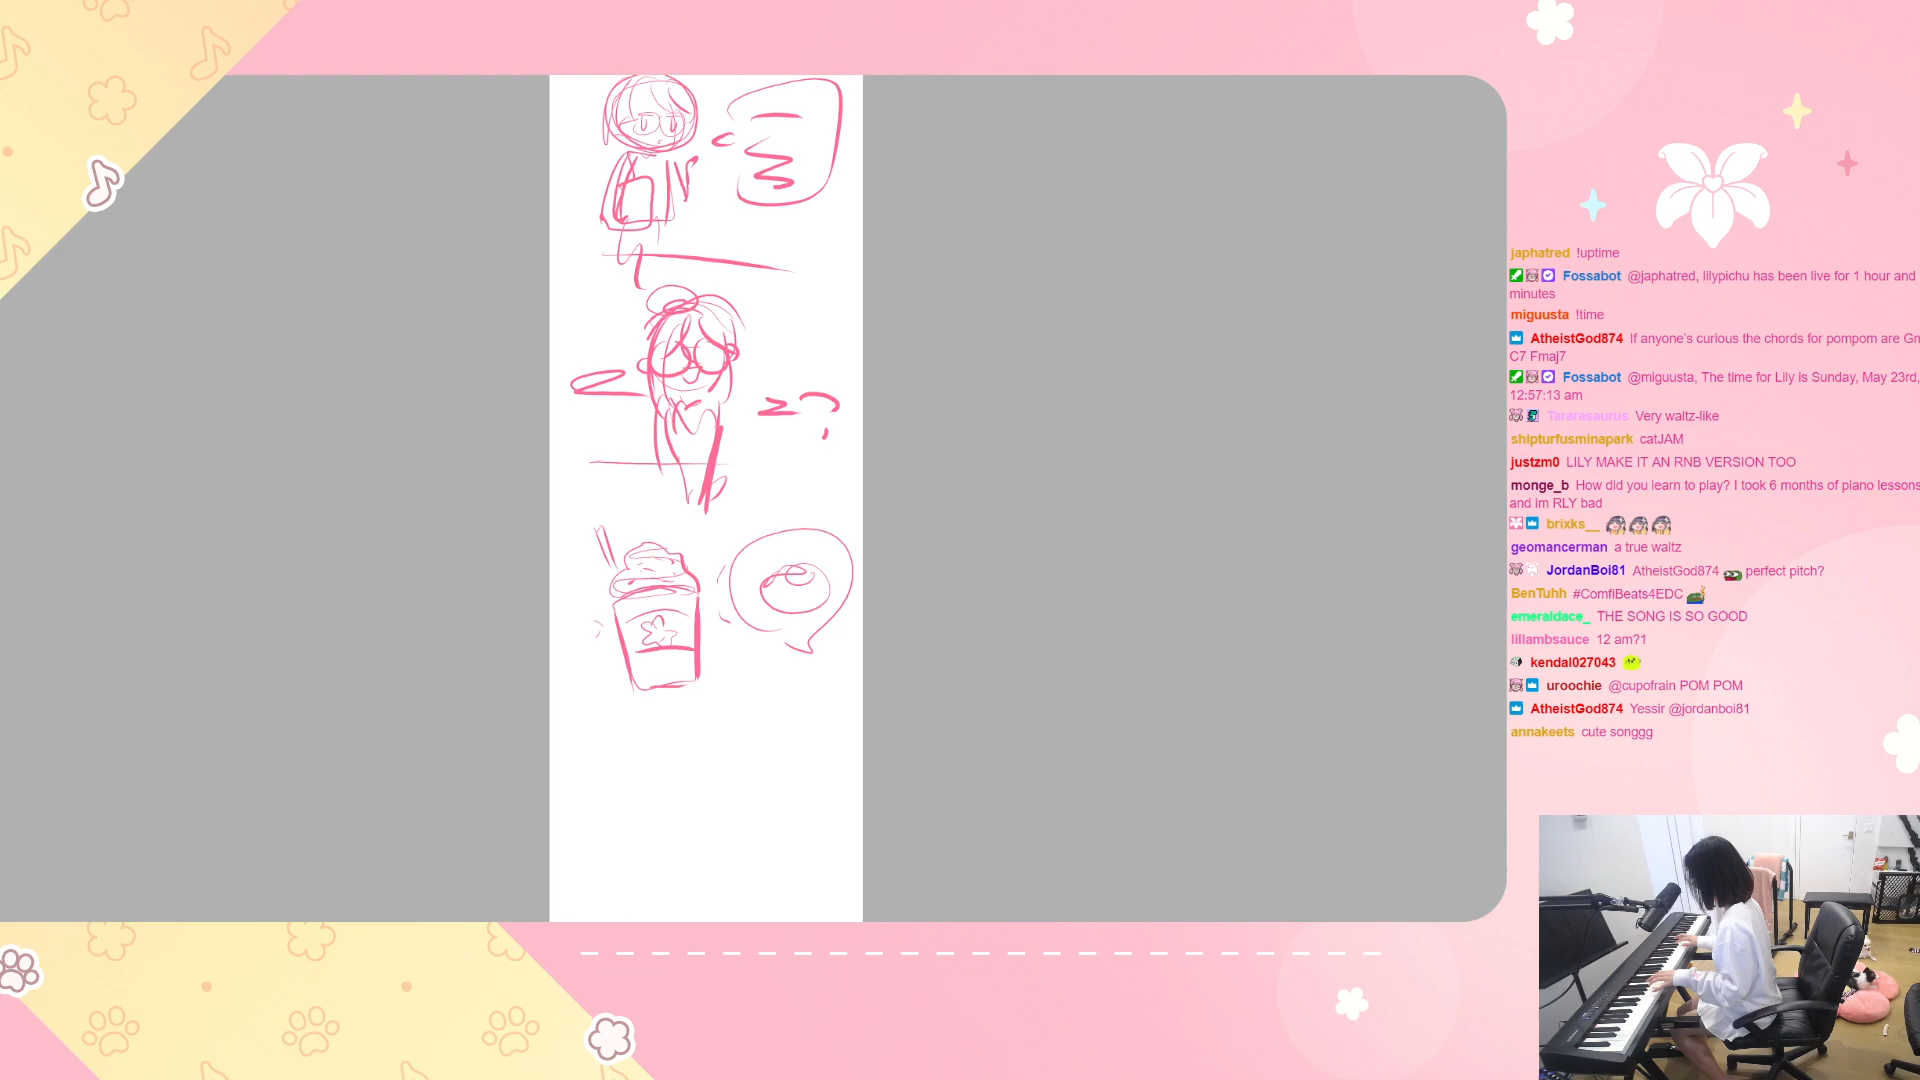 japhatred !uptime
Fossabot @japhatred, lilypichu has been live for 1 hour and
minutes
miguusta !time
AtheistGod874 If anyone's curious the chords for pompom are Gm
C7 Fmaj7
Fossabot @miguusta, The time for Lily is Sunday, May 23rd,
12:57:13 am
Tararasaurus Very waltz-like
shipturfusminapark catJAM
justzm0 LILY MAKE IT AN RNB VERSION TOO
monge_b How did you learn to play? I took 6 months of piano lessons
and im RLY bad
brixks__
geomancerman a true waltz
JordanBoi81 AtheistGod874 perfect pitch?
BenTuhh #ComfiBeats4EDC
emeraldace_ THE SONG IS SO GOOD
lillambsauce 12 am?1
kendal027043
uroochie @cupofrain POM POM
AtheistGod874 Yessir @jordanboi81
annakeets cute songgg